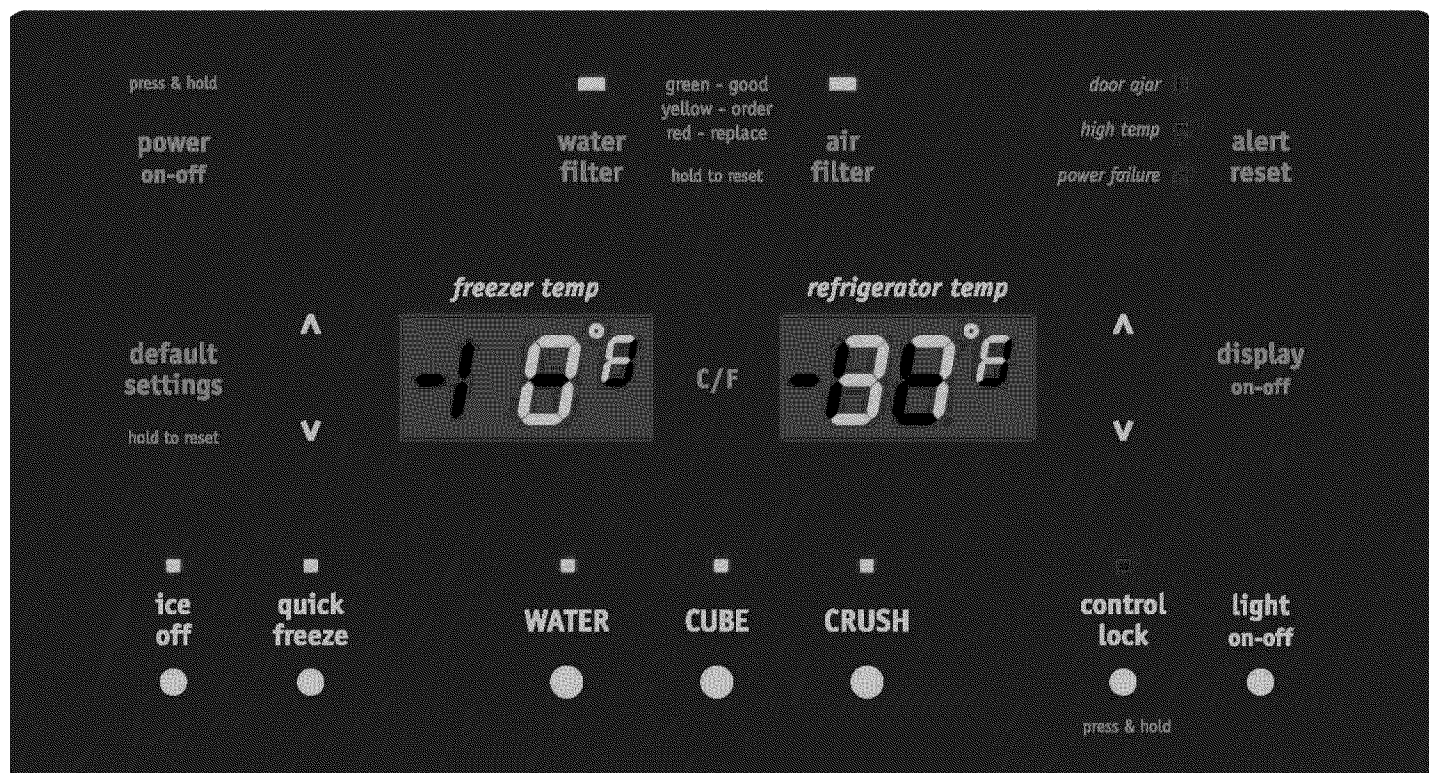 press & hold
power
on-off
water
filter
green - good
yellow - order
red - replace
hold to reset
air
filter
door ajar
high temp
power failure
alert
reset
default
settings
hold to reset
freezer temp
0°F
C/F
refrigerator temp
37°F
display
on-off
ice
off
quick
freeze
WATER
CUBE
CRUSH
control
lock
press & hold
light
on-off